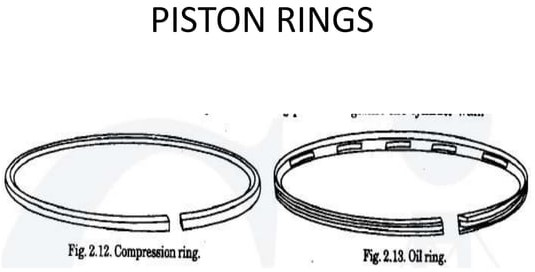 PISTON RINGS
Fig. 2.12. Compression ring.
Fig. 2.13. Oil ring.